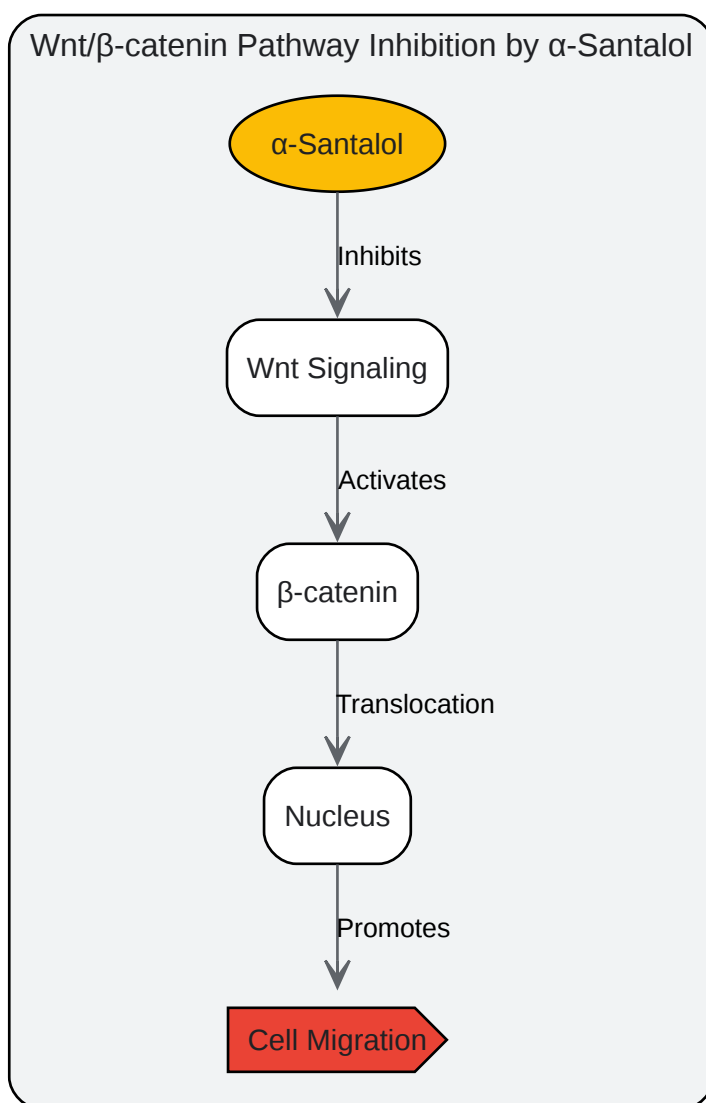 Wnt/β-catenin Pathway Inhibition by α-Santalol
α-Santalol
Inhibits
Wnt Signaling
Activates
β-catenin
Translocation
Nucleus
Promotes
Cell Migration